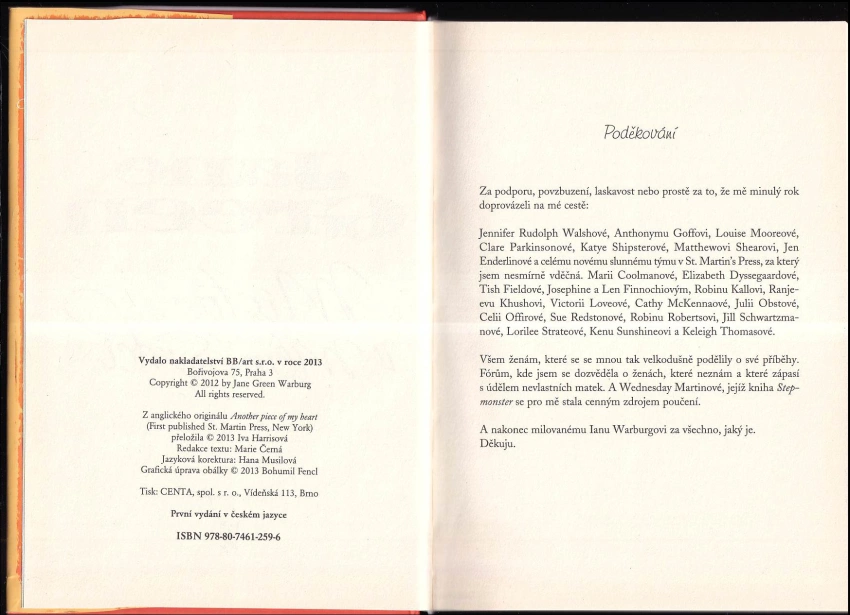 Vydalo nakladatelství BB/art s.r.o. v roce 2013
Bořivojova 75, Praha 3
Copyright © 2012 by Jane Green Warburg
All rights reserved.
Z anglického originálu Another piece of my heart
(First published St. Martin Press, New York)
přeložila © 2013 Iva Harrisová
Redakce textu: Marie Černá
Jazyková korektura: Hana Musilová
Grafická úprava obálky © 2013 Bohumil Fencl
Tisk: CENTA, spol. s r. o., Vídeňská 113, Brno
První vydání v českém jazyce
ISBN 978-80-7461-259-6
Poděkování
Za podporu, povzbuzení, laskavost nebo prostě za to, že mě minulý rok
doprovázeli na mé cestě:
Jennifer Rudolph Walshové, Anthonymu Goffovi, Louise Mooreové,
Clare Parkinsonové, Katye Shipsterové, Matthewovi Shearovi, Jen
Enderlinové a celému novému slunnému týmu v St. Martin's Press, za který
jsem nesmírně vděčná. Marii Coolmanové, Elizabeth Dyssegaardové,
Tish Fieldové, Josephine a Len Finnochiovým, Robinu Kallovi, Ranje-
evu Khushovi, Victorii Loveové, Cathy McKennaové, Julii Obstové,
Celii Offirové, Sue Redstonové, Robinu Robertsovi, Jill Schwartzma-
nové, Lorilee Strateové, Kenu Sunshineovi a Keleigh Thomasové.
Všem ženám, které se se mnou tak velkodušně podělily o své příběhy.
Fórům, kde jsem se dozvěděla o ženách, které neznám a které zápasí
s údělem nevlastních matek. A Wednesday Martinové, jejíž kniha Step-
monster se pro mě stala cenným zdrojem poučení.
A nakonec milovanému Ianu Warburgovi za všechno, jaký je.
Děkuju.